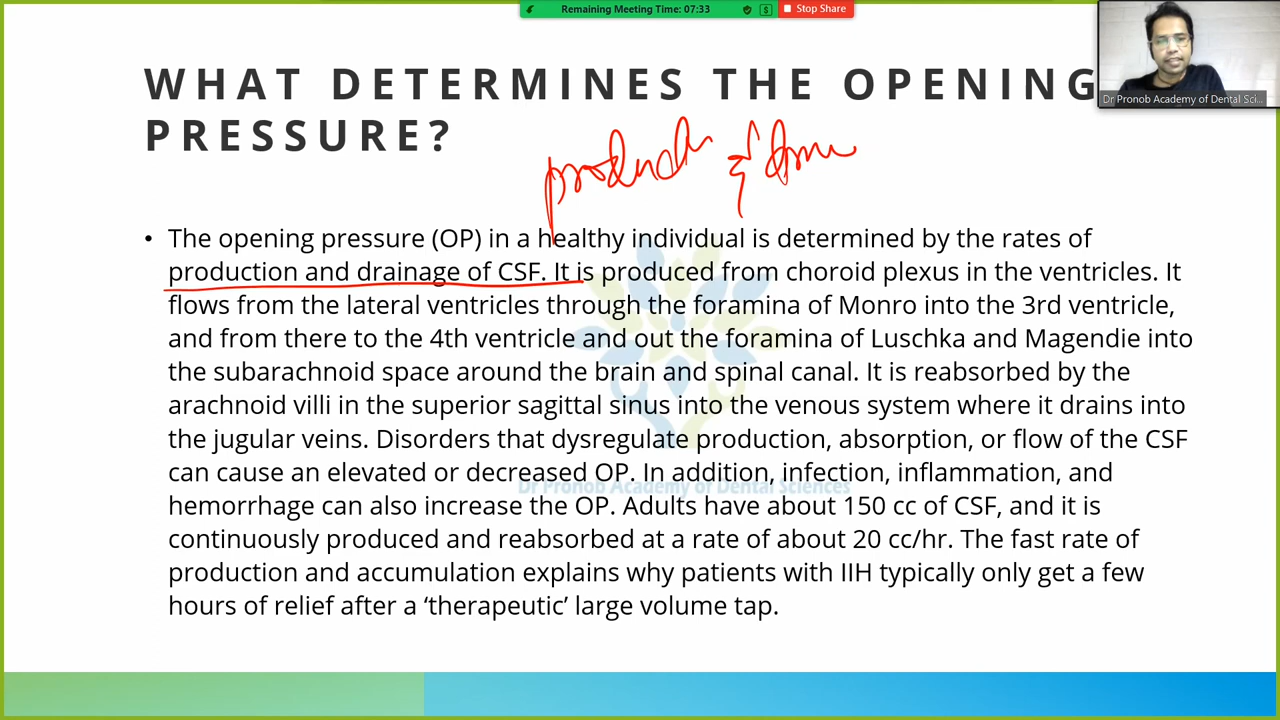 Remaining Meeting Time: 07:33
Stop Share
Dr Pronob Academy of Dental Sci...
WHAT DETERMINES THE OPENING
PRESSURE?
• The opening pressure (OP) in a healthy individual is determined by the rates of
production and drainage of CSF. It is produced from choroid plexus in the ventricles. It
flows from the lateral ventricles through the foramina of Monro into the 3rd ventricle,
and from there to the 4th ventricle and out the foramina of Luschka and Magendie into
the subarachnoid space around the brain and spinal canal. It is reabsorbed by the
arachnoid villi in the superior sagittal sinus into the venous system where it drains into
the jugular veins. Disorders that dysregulate production, absorption, or flow of the CSF
can cause an elevated or decreased OP. In addition, infection, inflammation, and
Dr Pronob Academy of Dental Sciences
hemorrhage can also increase the OP. Adults have about 150 cc of CSF, and it is
continuously produced and reabsorbed at a rate of about 20 cc/hr. The fast rate of
production and accumulation explains why patients with IIH typically only get a few
hours of relief after a ‘therapeutic’ large volume tap.